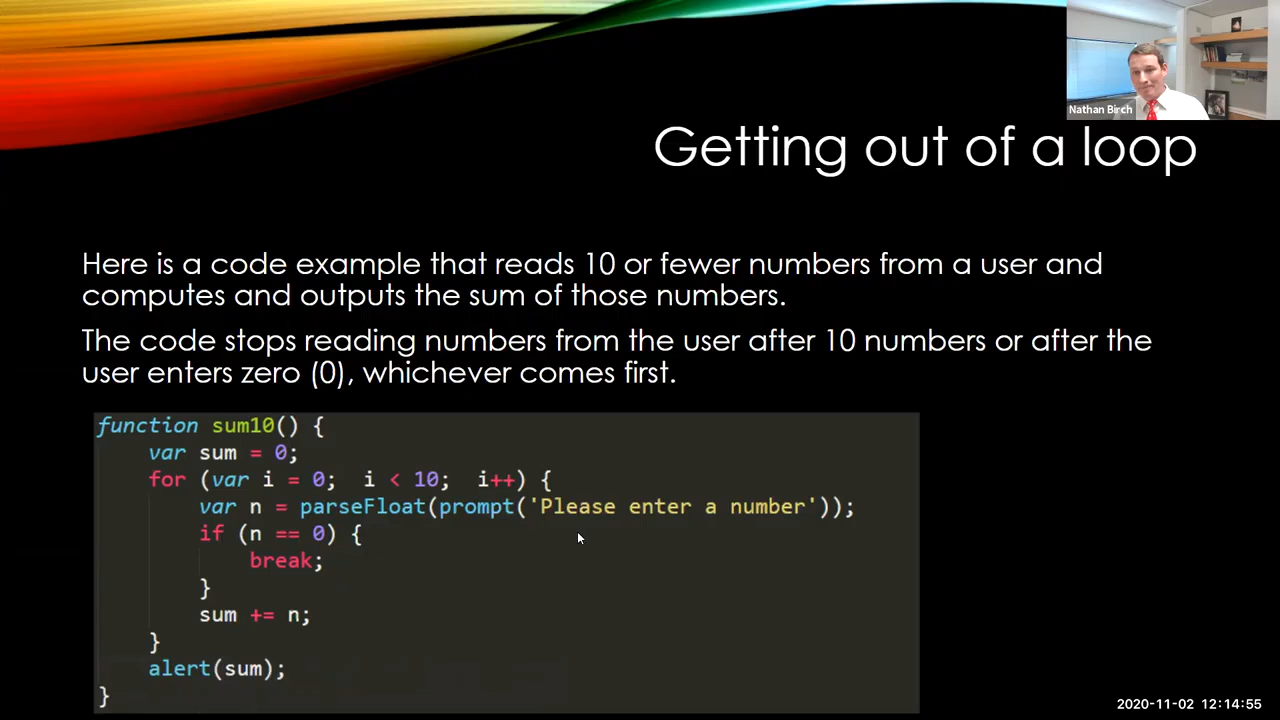 Nathan Birch
Getting out of a loop
Here is a code example that reads 10 or fewer numbers from a user and
computes and outputs the sum of those numbers.
The code stops reading numbers from the user after 10 numbers or after the
user enters zero (0), whichever comes first.
function sum10() {
    var sum = 0;
    for (var i = 0;  i < 10;  i++) {
        var n = parseFloat(prompt('Please enter a number'));
        if (n == 0) {
            break;
        }
        sum += n;
    }
    alert(sum);
}
2020-11-02 12:14:55